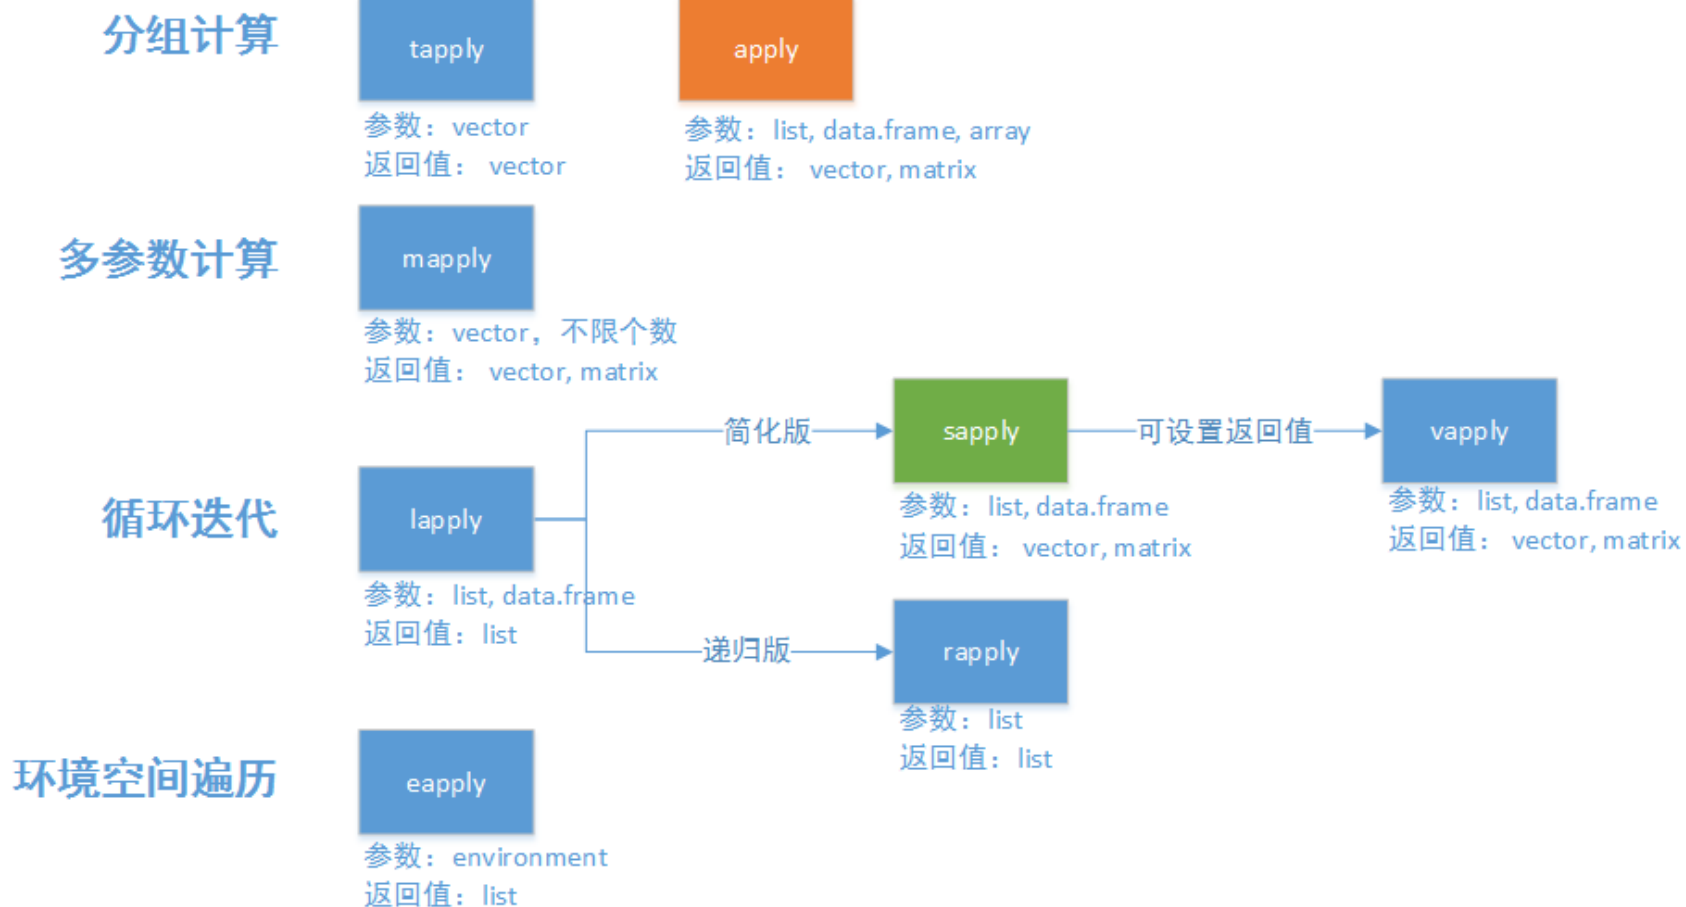 分组计算
tapply
apply
参数：vector
返回值： vector
参数：list, data.frame, array
返回值： vector, matrix
多参数计算
mapply
参数：vector，不限个数
返回值： vector, matrix
循环迭代
lapply
参数：list, data.frame
返回值：list
简化版
sapply
参数：list, data.frame
返回值： vector, matrix
可设置返回值
vapply
参数：list, data.frame
返回值： vector, matrix
递归版
rapply
参数：list
返回值：list
环境空间遍历
eapply
参数：environment
返回值：list